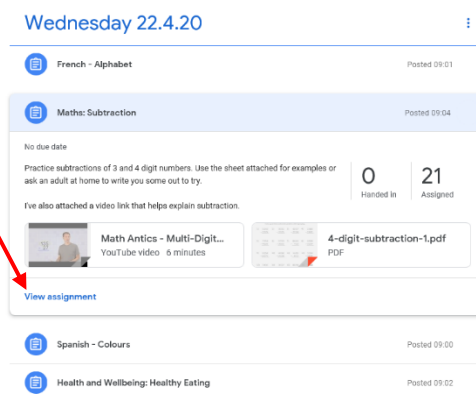 Wednesday 22.4.20
French - Alphabet Posted 09:01
Maths: Subtraction Posted 09:04
No due date
Practice subtractions of 3 and 4 digit numbers. Use the sheet attached for examples or
ask an adult at home to write you some out to try.
0 21
Handed in Assigned
I've also attached a video link that helps explain subtraction.
Math Antics - Multi-Digit... 4-digit-subtraction-1.pdf
YouTube video 6 minutes PDF
View assignment
Spanish - Colours Posted 09:00
Health and Wellbeing: Healthy Eating Posted 09:02